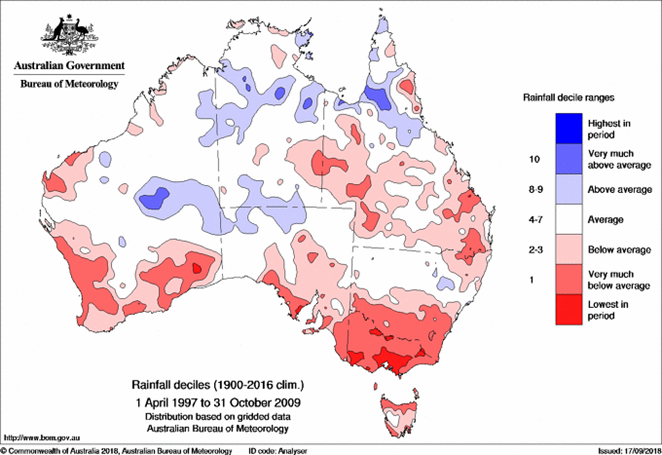 Australian Government
Bureau of Meteorology
Rainfall decile ranges
Highest in
period
10
Very much
above average
8-9
Above average
4-7
Average
2-3
Below average
1
Very much
below average
Lowest in
period
Rainfall deciles (1900-2016 clim.)
1 April 1997 to 31 October 2009
Distribution based on gridded data
Australian Bureau of Meteorology
http://www.bom.gov.au
© Commonwealth of Australia 2018, Australian Bureau of Meteorology
ID code: Analyser
Issued: 17/09/2018